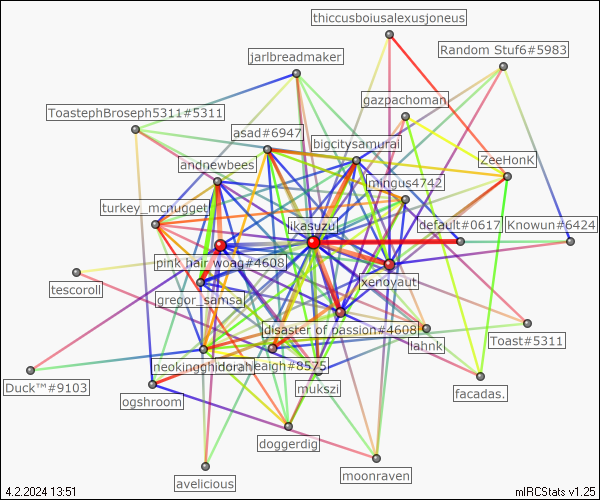 thiccusboiusalexusjoneus
Random Stuf6#5983
jarlbreadmaker
gazpachoman
ToastephBroseph5311#5311
asad#6947
bigcitysamurai
ZeeHonK
andnewbees
mingus4742
turkey_mcnugget
likasuzu
default#0617
Knowun#6424
pink hair woag#4608
xenoyaut
tescoroll
gregor_samsa
disaster of passion#4608
lahnk
Toast#5311
neokingghidorah
eaigh#8575
Duck™#9103
mukszi
facadas.
ogshroom
doggerdig
moonraven
avelicious
4.2.2024 13:51
mIRCStats v1.25